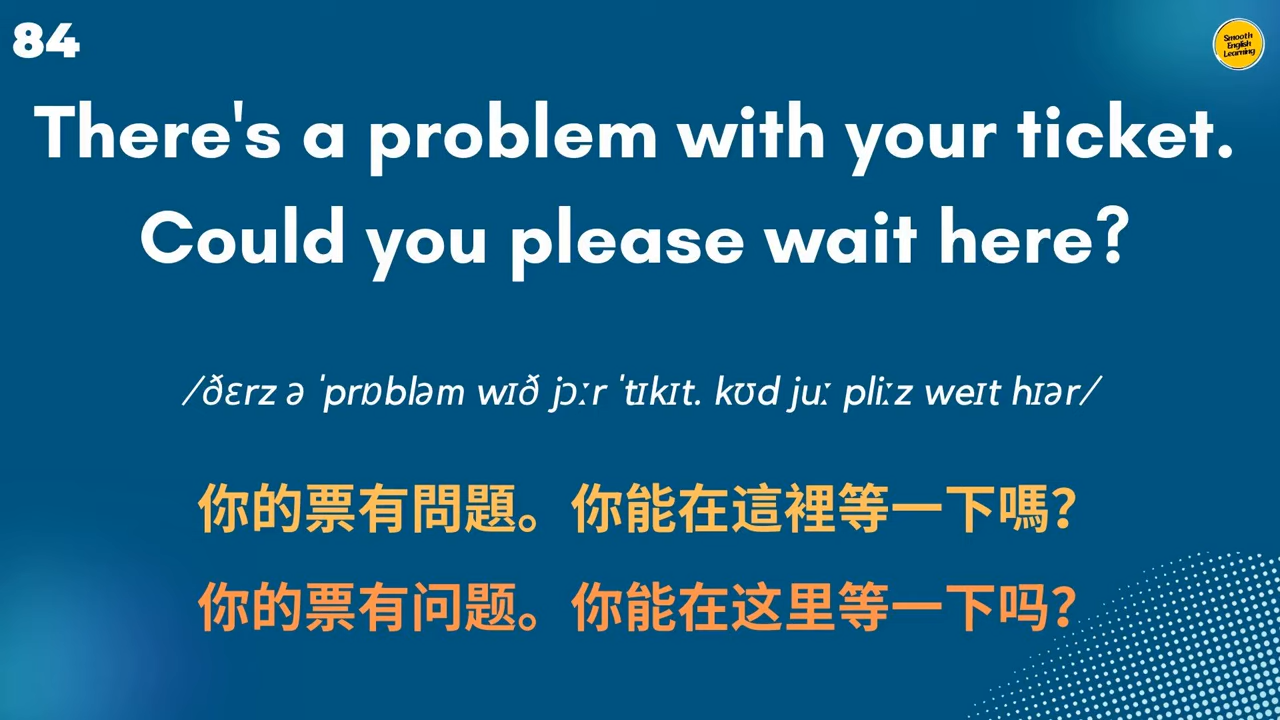 84
Smooth
English
Learning
There's a problem with your ticket.
Could you please wait here?
/ðɛrz ə ˈprɒbləm wɪð jɔːr ˈtɪkɪt. kʊd juː pliːz weɪt hɪər/
你的票有問題。你能在這裡等一下嗎?
你的票有问题。你能在这里等一下吗?